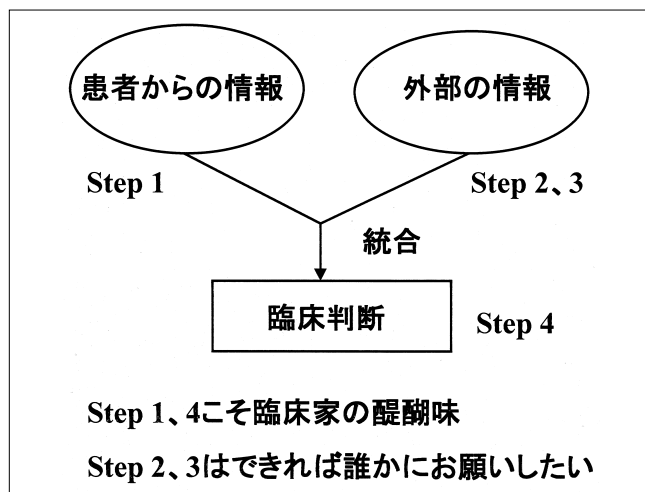 患者からの情報
外部の情報
Step 1
Step 2、3
統合
臨床判断
Step 4
Step 1、4こそ臨床家の醍醐味
Step 2、3はできれば誰かにお願いしたい